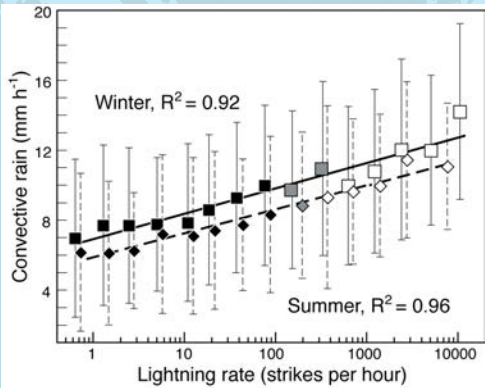 20
16
12
8
4
Convective rain (mm h⁻¹)
Winter, R² = 0.92
Summer, R² = 0.96
1 10 100 1000 10000
Lightning rate (strikes per hour)